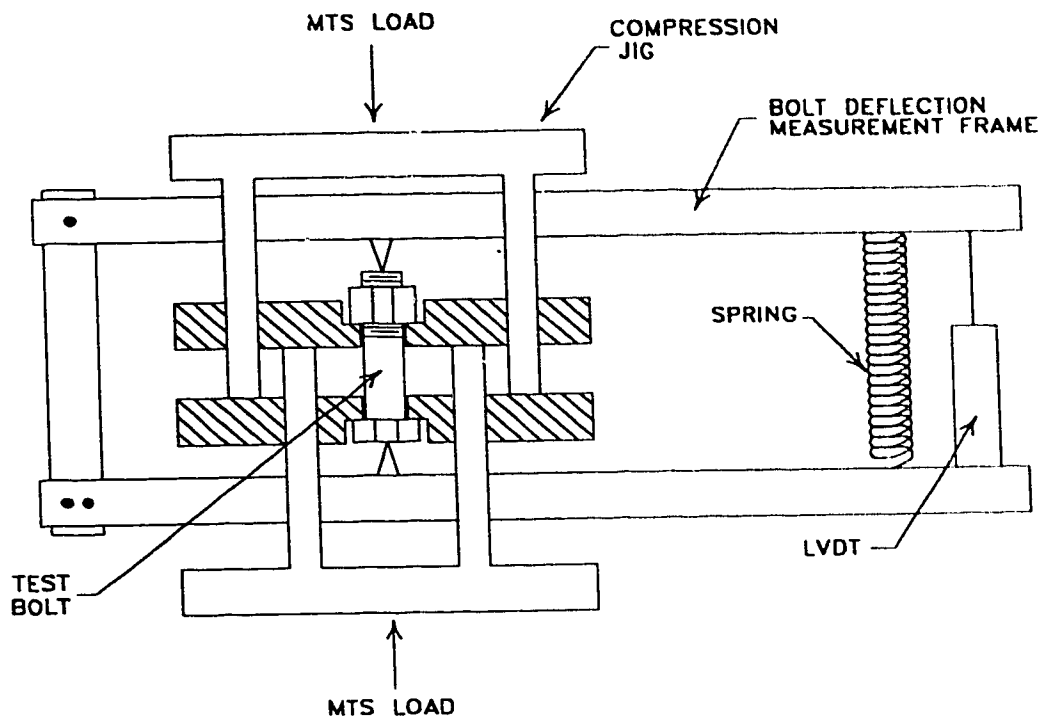 MTS LOAD
COMPRESSION
JIG
BOLT DEFLECTION
MEASUREMENT FRAME
SPRING
LVDT
TEST
BOLT
MTS LOAD